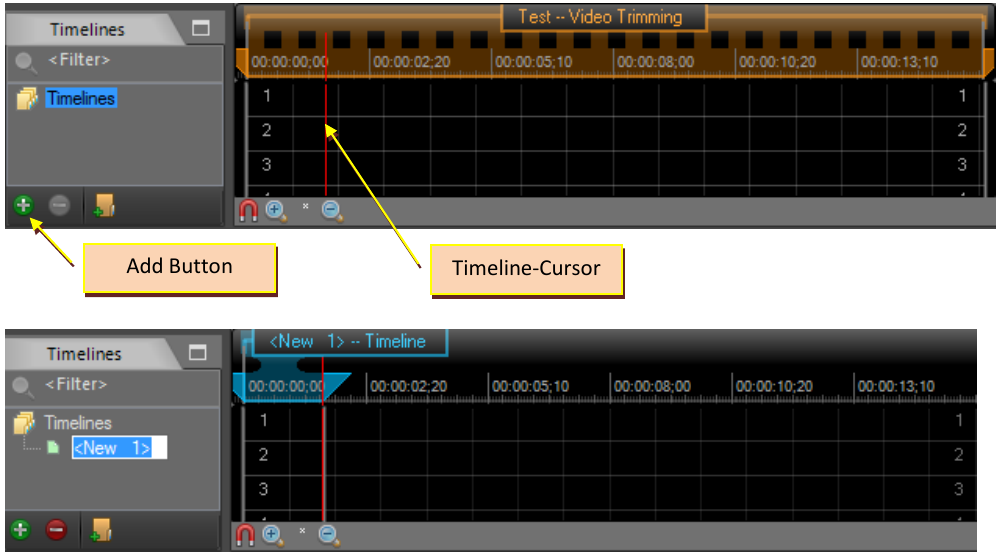 Timelines
Test -- Video Trimming
<Filter>
00:00:00;00 00:00:02;20 00:00:05;10 00:00:08;00 00:00:10;20 00:00:13;10
Timelines
1 1
2 2
3 3
Add Button
Timeline-Cursor
<New 1> -- Timeline
Timelines
<Filter>
00:00:00;00 00:00:02;20 00:00:05;10 00:00:08;00 00:00:10;20 00:00:13;10
Timelines
1 1
<New 1>
2 2
3 3